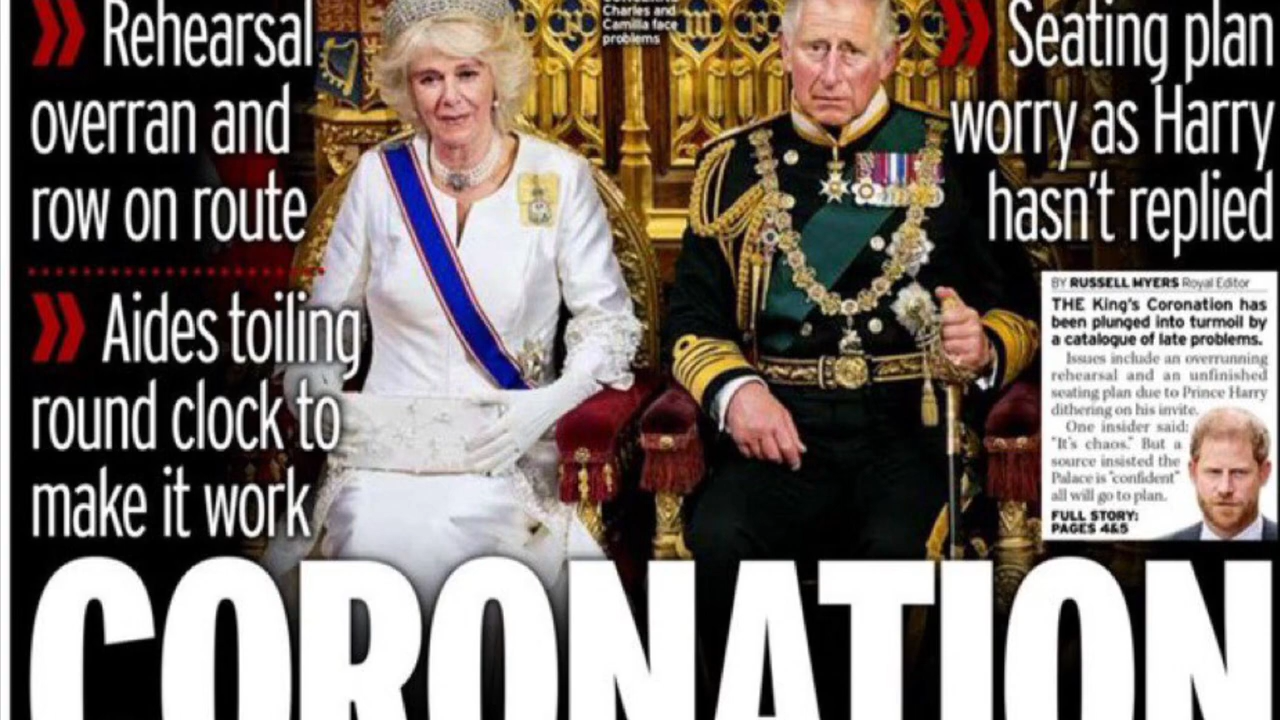 » Rehearsal
overran and
row on route
» Aides toiling
round clock to
make it work
Charles and
Camilla face
problems
» Seating plan
worry as Harry
hasn't replied
BY RUSSELL MYERS Royal Editor
THE King's Coronation has
been plunged into turmoil by
a catalogue of late problems.
Issues include an overrunning
rehearsal and an unfinished
seating plan due to Prince Harry
dithering on his invite.
One insider said:
"It's chaos." But a
source insisted the
Palace is "confident"
all will go to plan.
FULL STORY:
PAGES 4&5
CORONATION